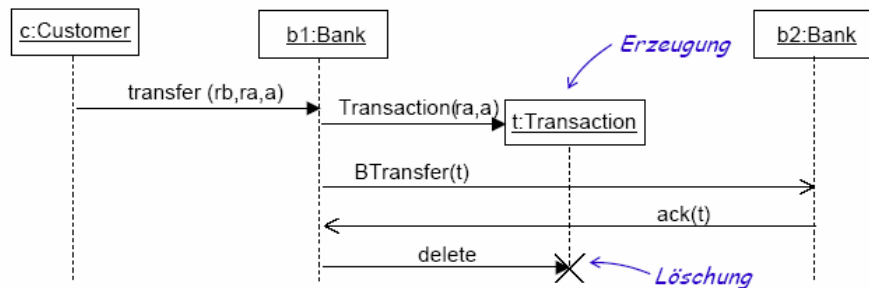 c:Customer
b1:Bank
Erzeugung
b2:Bank
transfer (rb,ra,a)
Transaction(ra,a)
t:Transaction
BTransfer(t)
ack(t)
delete
Löschung